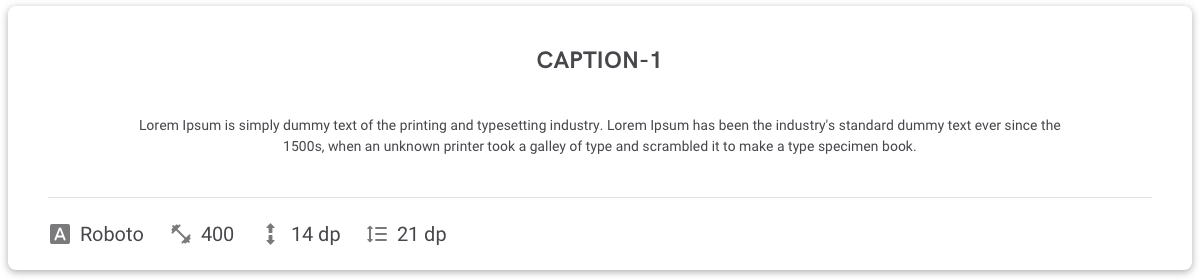 CAPTION-1
Lorem Ipsum is simply dummy text of the printing and typesetting industry. Lorem Ipsum has been the industry's standard dummy text ever since the
1500s, when an unknown printer took a galley of type and scrambled it to make a type specimen book.
A Roboto 400 14 dp 21 dp